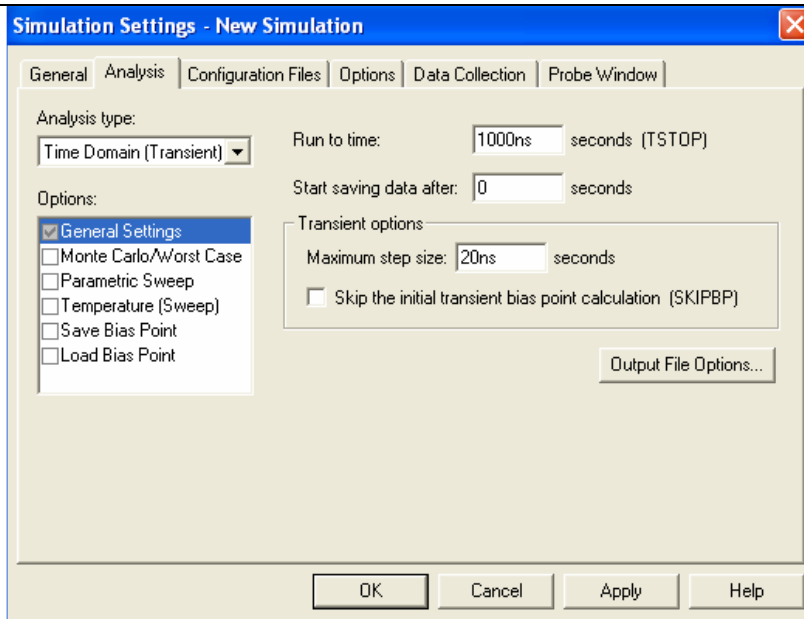 Simulation Settings - New Simulation
General Analysis Configuration Files Options Data Collection Probe Window
Analysis type:
Time Domain (Transient)
Options:
General Settings
Monte Carlo/Worst Case
Parametric Sweep
Temperature (Sweep)
Save Bias Point
Load Bias Point
Run to time: 1000ns seconds (TSTOP)
Start saving data after: 0 seconds
Transient options
Maximum step size: 20ns seconds
Skip the initial transient bias point calculation (SKIPBP)
Output File Options...
OK Cancel Apply Help